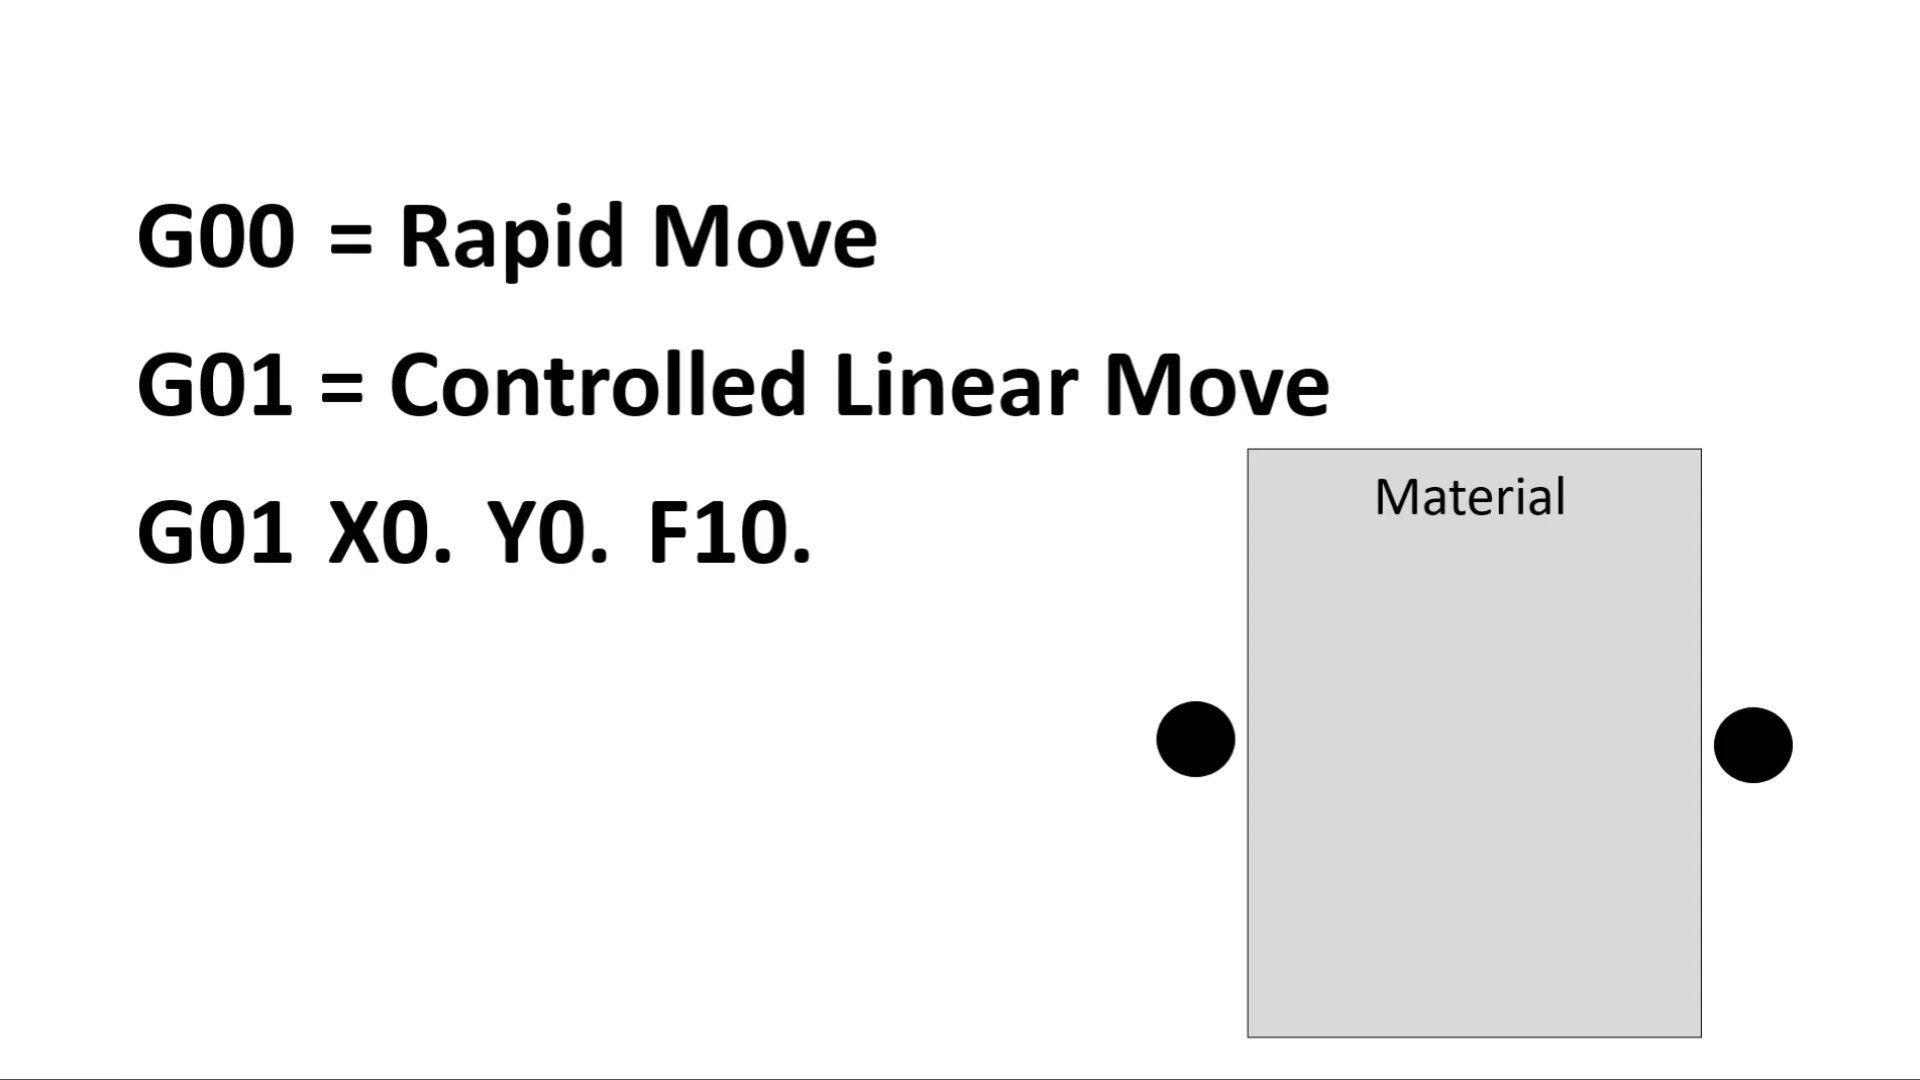 G00 = Rapid Move
G01 = Controlled Linear Move
G01 X0. Y0. F10.
Material